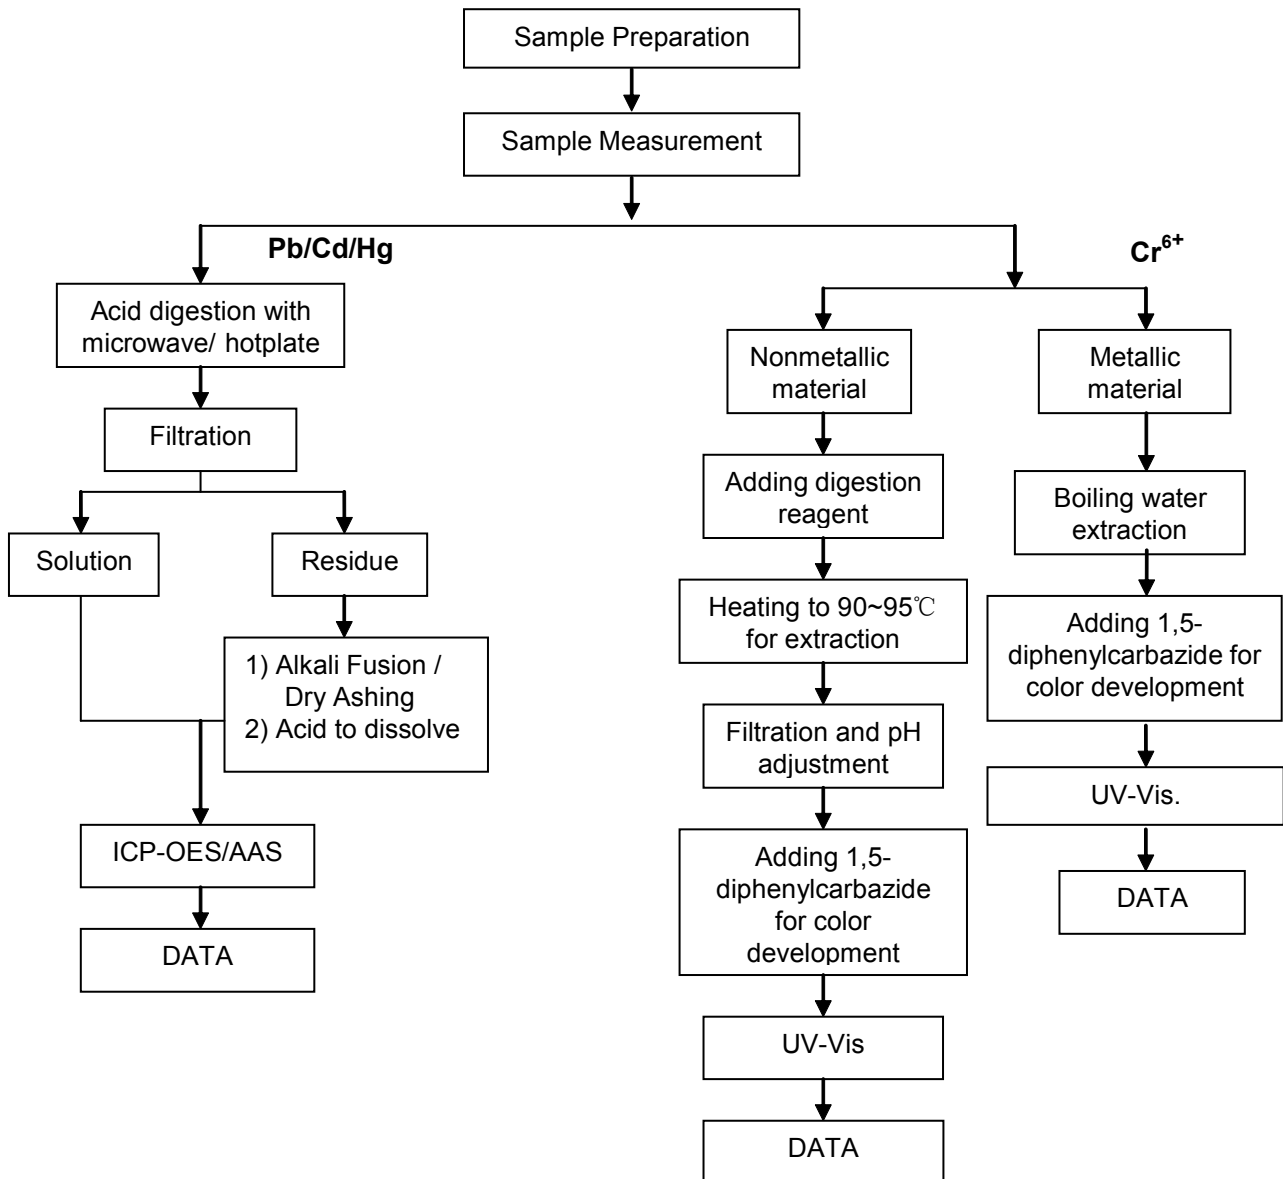 Sample Preparation
Sample Measurement
Pb/Cd/Hg
Cr⁶⁺
Acid digestion with
microwave/ hotplate
Filtration
Solution
Residue
1) Alkali Fusion /
Dry Ashing
2) Acid to dissolve
ICP-OES/AAS
DATA
Nonmetallic
material
Adding digestion
reagent
Heating to 90~95℃
for extraction
Filtration and pH
adjustment
Adding 1,5-
diphenylcarbazide
for color
development
UV-Vis
DATA
Metallic
material
Boiling water
extraction
Adding 1,5-
diphenylcarbazide for
color development
UV-Vis.
DATA